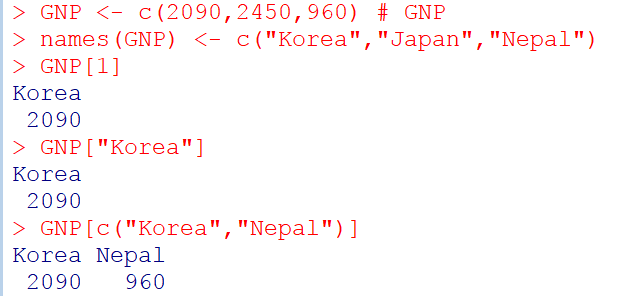 > GNP <- c(2090,2450,960) # GNP
> names(GNP) <- c("Korea","Japan","Nepal")
> GNP[1]
Korea
 2090
> GNP["Korea"]
Korea
 2090
> GNP[c("Korea","Nepal")]
Korea Nepal
 2090   960